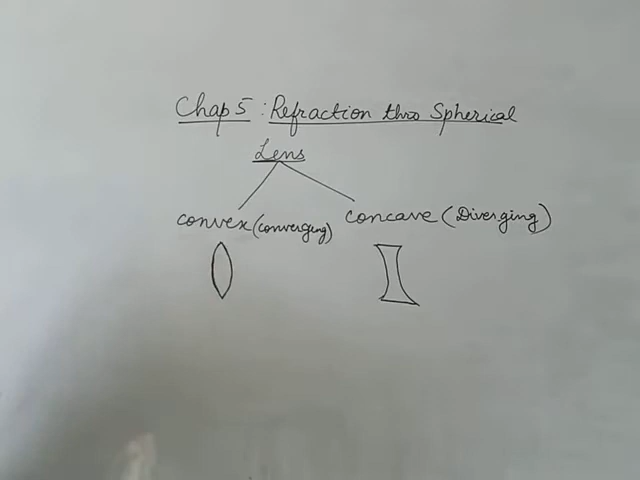 Chap 5 : Refraction thro Spherical
Lens
convex (converging) concave (Diverging)